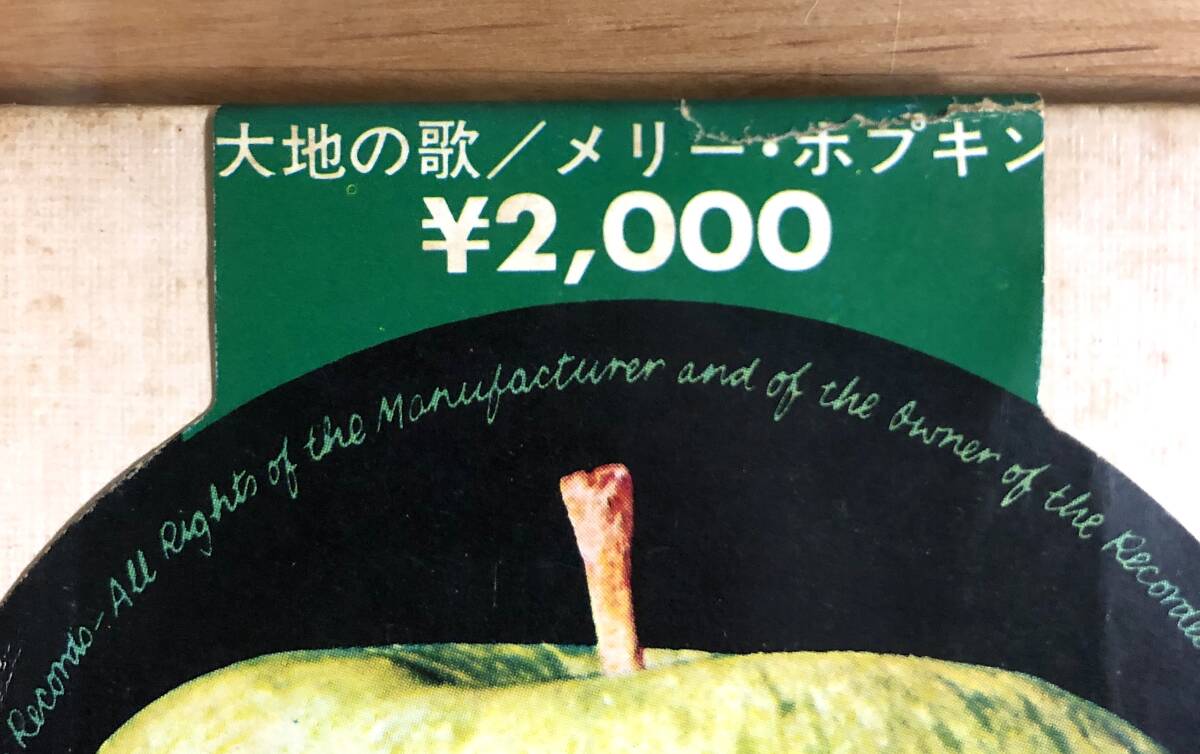 大地の歌／メリー・ホプキン
¥2,000
Records - All Rights of the Manufacturer and of the Owner of the Recorded